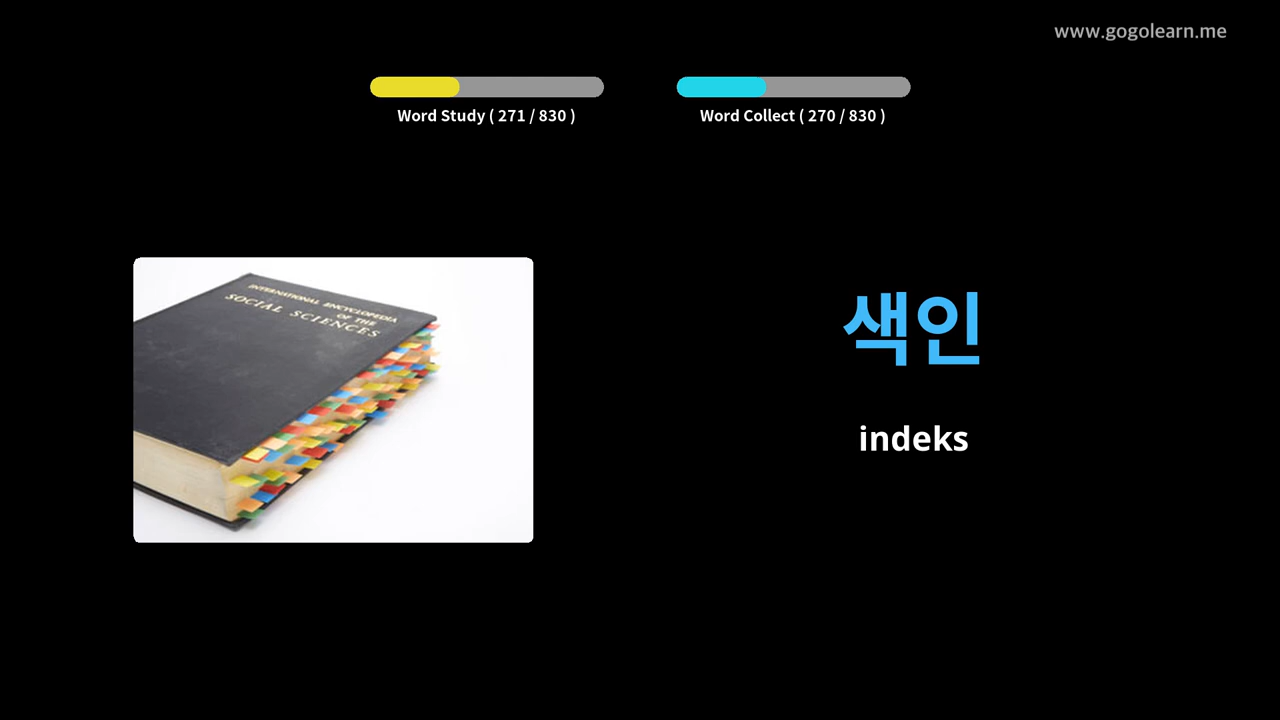 www.gogolearn.me
Word Study ( 271 / 830 )
Word Collect ( 270 / 830 )
INTERNATIONAL ENCYCLOPEDIA
OF THE
SOCIAL SCIENCES
색인
indeks